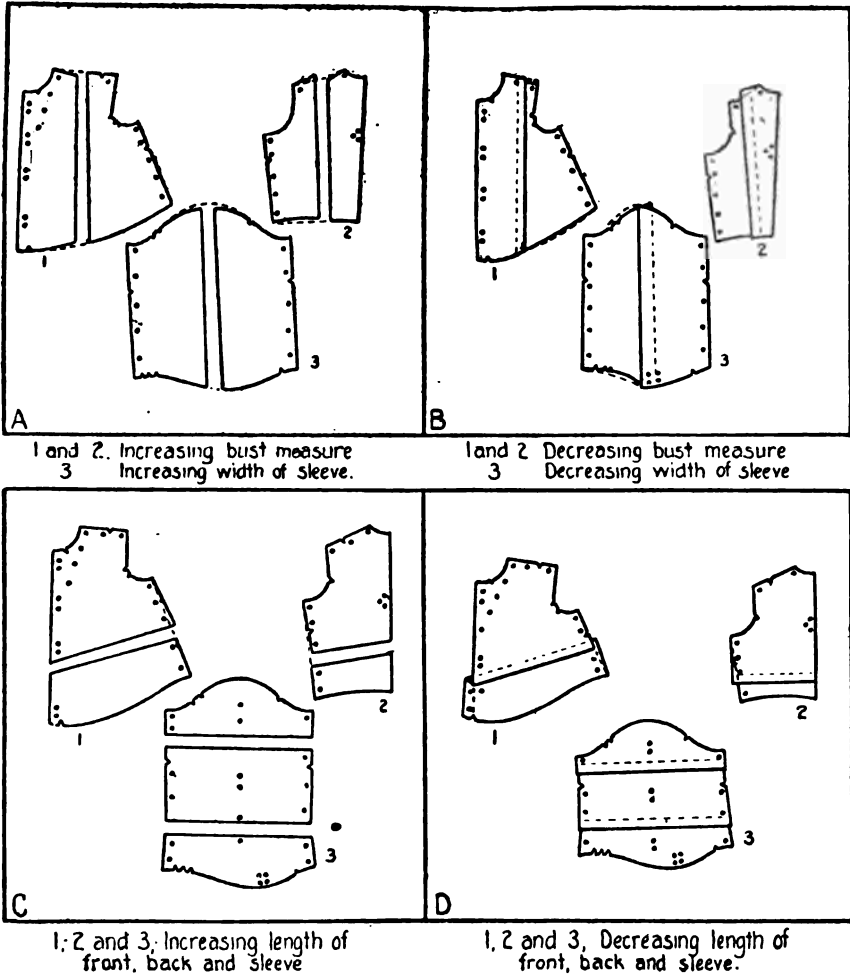 1
2
3
A
1 and 2. Increasing bust measure
3 Increasing width of sleeve.
1
2
3
B
1 and 2 Decreasing bust measure
3 Decreasing width of sleeve
1
2
3
C
1, 2 and 3, Increasing length of
front, back and sleeve
1
2
3
D
1, 2 and 3, Decreasing length of
front, back and sleeve.